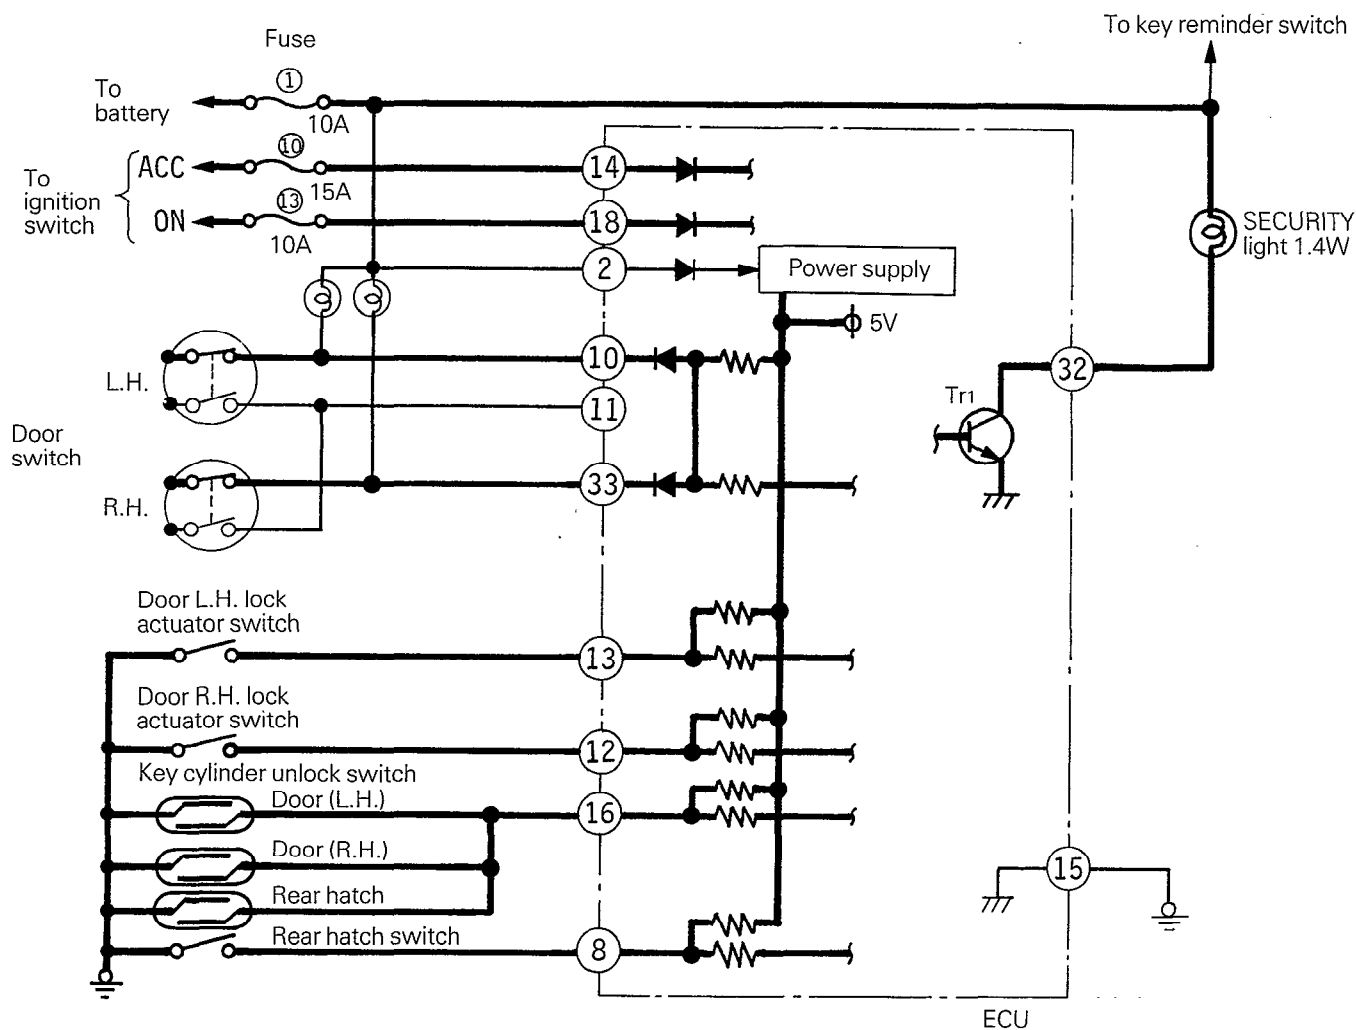 To key reminder switch
Fuse
1
To
battery
10A
10
To
ignition
switch
ACC
15A
14
13
ON
10A
18
SECURITY
light 1.4W
2
Power supply
5V
L.H.
10
11
32
Tr1
Door
switch
R.H.
33
Door L.H. lock
actuator switch
13
Door R.H. lock
actuator switch
12
Key cylinder unlock switch
Door (L.H.)
16
Door (R.H.)
15
Rear hatch
Rear hatch switch
8
ECU